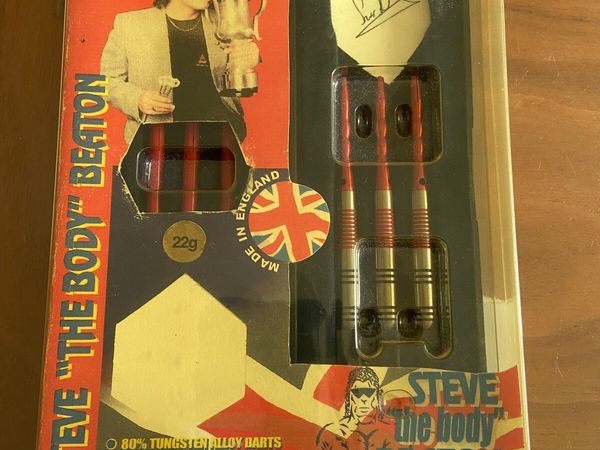 STEVE "THE BODY" BEATON
MADE IN ENGLAND
22g
80% TUNGSTEN ALLOY DARTS
STEVE
"the body"